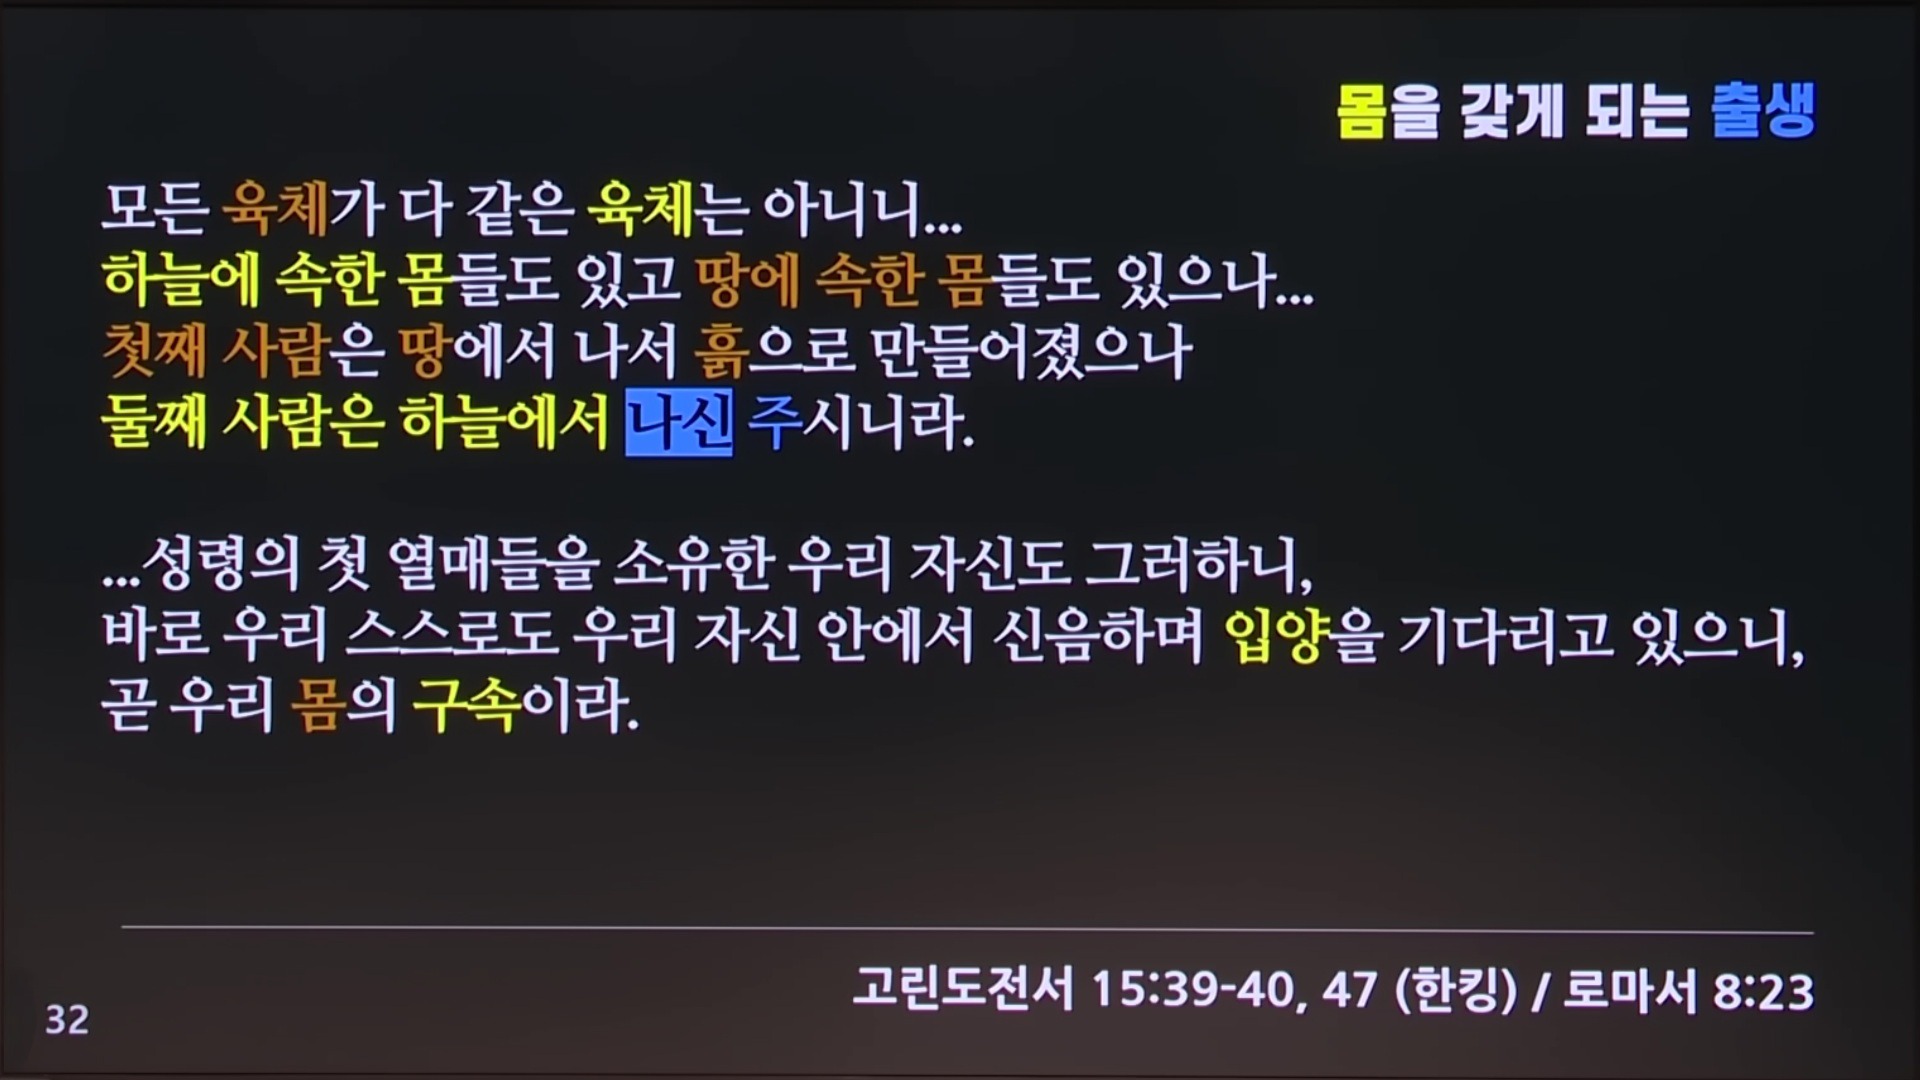 몸을 갖게 되는 출생
모든 육체가 다 같은 육체는 아니니...
하늘에 속한 몸들도 있고 땅에 속한 몸들도 있으나...
첫째 사람은 땅에서 나서 흙으로 만들어졌으나
둘째 사람은 하늘에서 나신 주시니라.
...성령의 첫 열매들을 소유한 우리 자신도 그러하니,
바로 우리 스스로도 우리 자신 안에서 신음하며 입양을 기다리고 있으니,
곧 우리 몸의 구속이라.
고린도전서 15:39-40, 47 (한킹) / 로마서 8:23
32